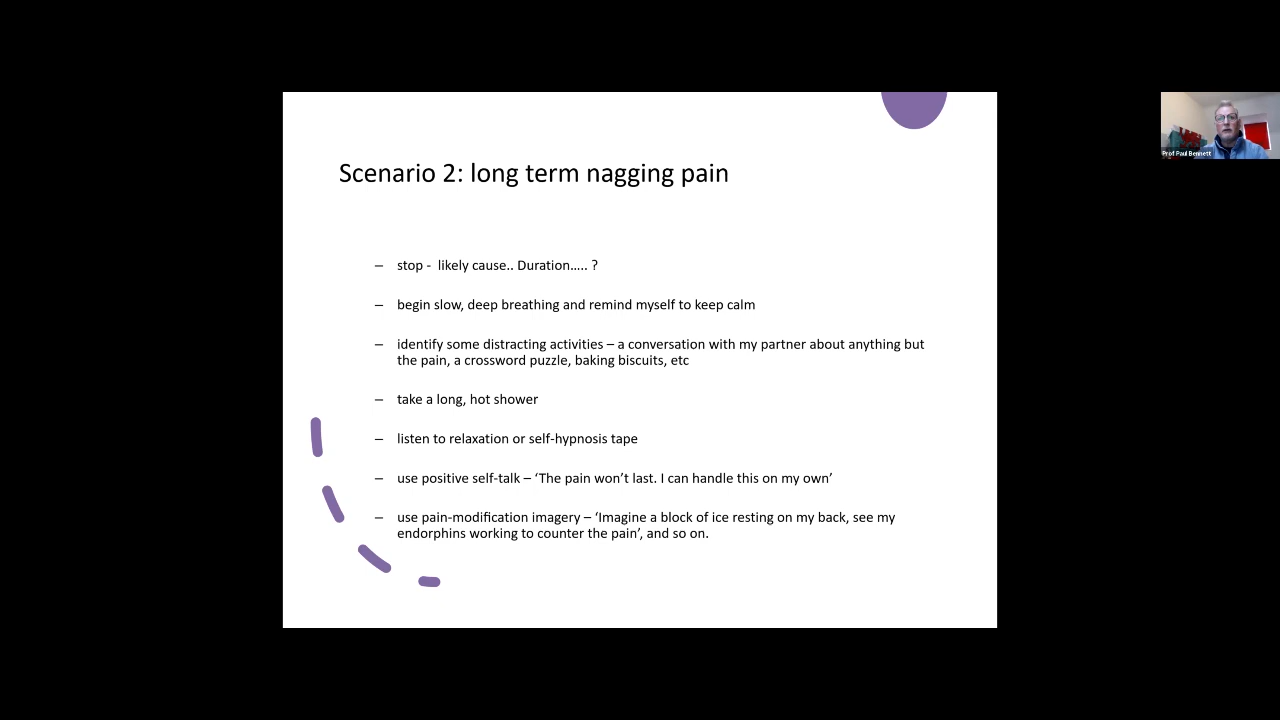 Scenario 2: long term nagging pain
– stop - likely cause.. Duration..... ?
– begin slow, deep breathing and remind myself to keep calm
– identify some distracting activities – a conversation with my partner about anything but
the pain, a crossword puzzle, baking biscuits, etc
– take a long, hot shower
– listen to relaxation or self-hypnosis tape
– use positive self-talk – ‘The pain won’t last. I can handle this on my own’
– use pain-modification imagery – ‘Imagine a block of ice resting on my back, see my
endorphins working to counter the pain’, and so on.
Prof Paul Bennett